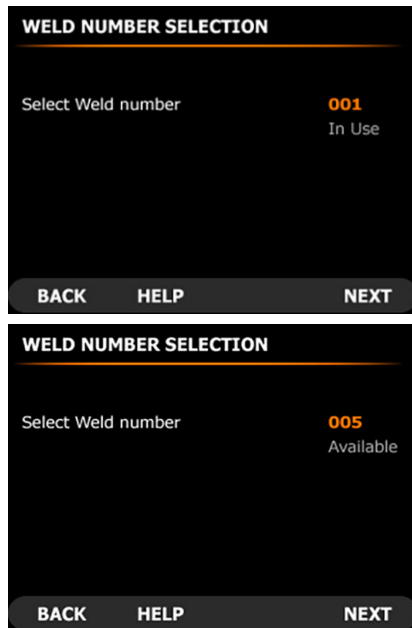 WELD NUMBER SELECTION
Select Weld number 001
In Use
BACK HELP NEXT
WELD NUMBER SELECTION
Select Weld number 005
Available
BACK HELP NEXT